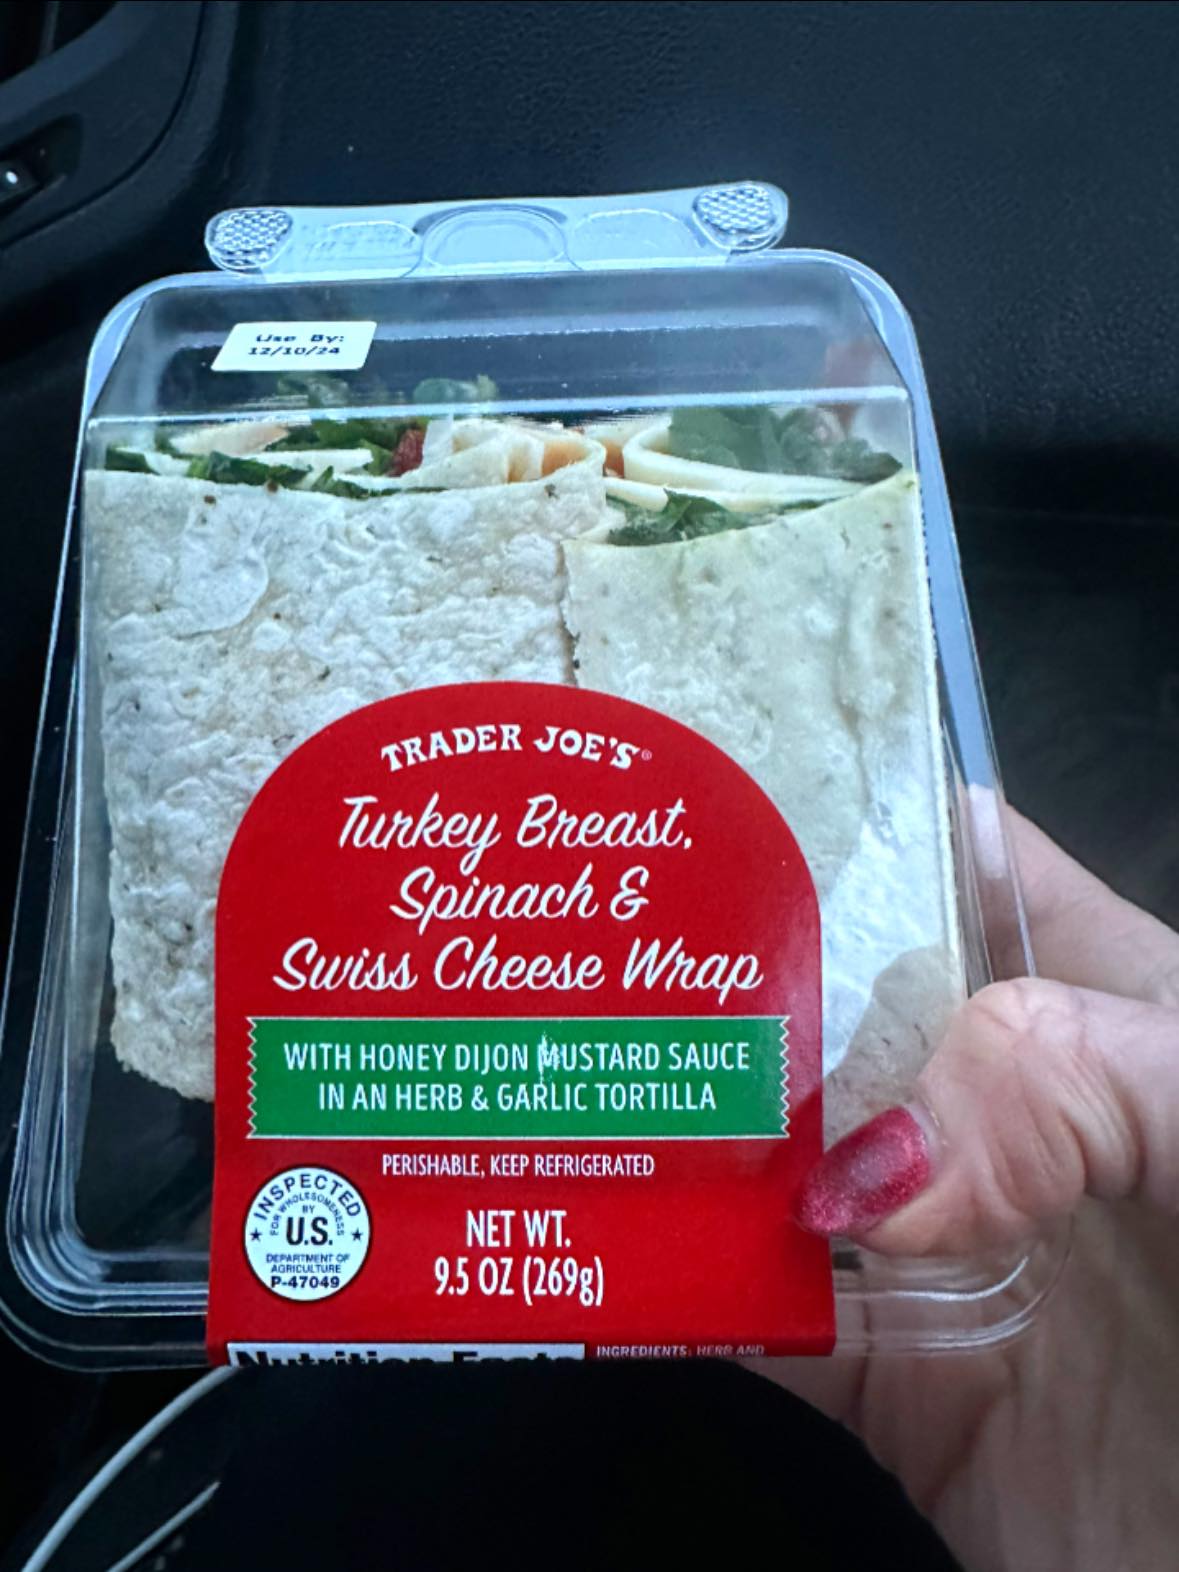 Use By:
12/10/24
TRADER JOE'S®
Turkey Breast,
Spinach &
Swiss Cheese Wrap
WITH HONEY DIJON MUSTARD SAUCE
IN AN HERB & GARLIC TORTILLA
PERISHABLE, KEEP REFRIGERATED
INSPECTED
FOR WHOLESOMENESS
BY
U.S.
DEPARTMENT OF
AGRICULTURE
P-47049
NET WT.
9.5 OZ (269g)
Nutrition Facts
INGREDIENTS: HERB AND